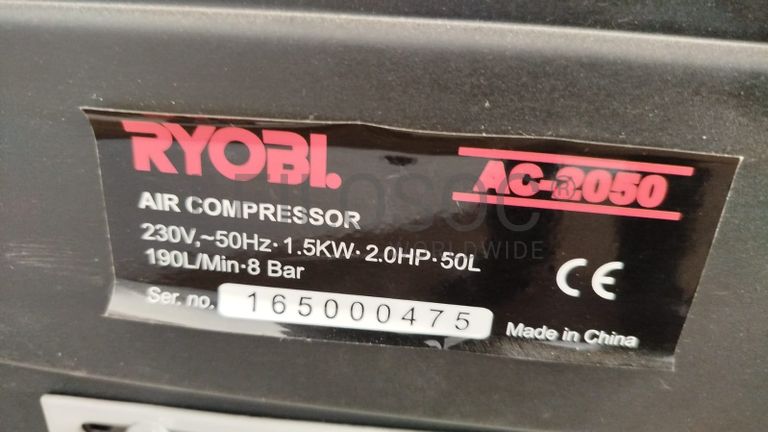 RYOBI.
AC-2050
AIR COMPRESSOR
230V,~50Hz·1.5KW·2.0HP·50L
190L/Min·8 Bar
CE
Ser. no. 165000475
Made in China
WORLDWIDE